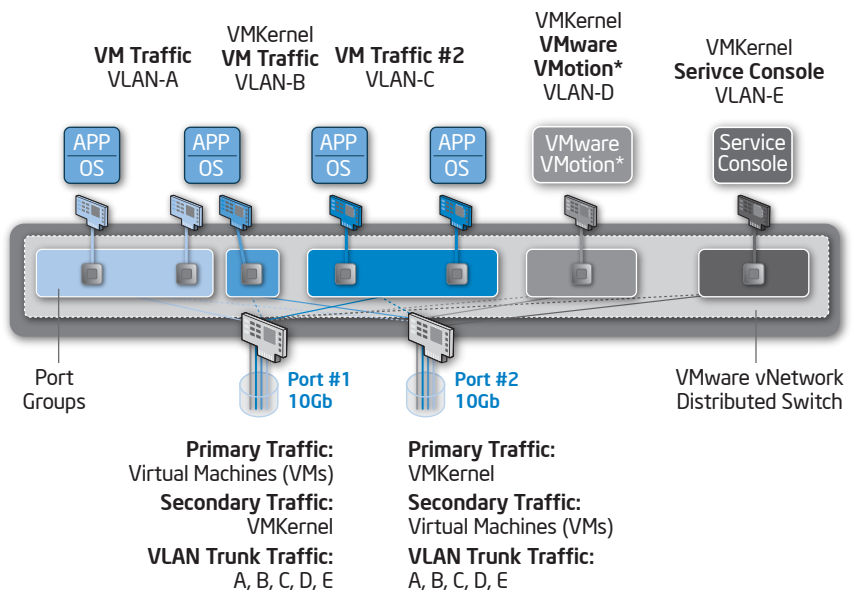 VM Traffic
VLAN-A
VMKernel
VM Traffic
VLAN-B
VM Traffic #2
VLAN-C
VMKernel
VMware
VMotion*
VLAN-D
VMKernel
Serivce Console
VLAN-E
APP
OS
APP
OS
APP
OS
APP
OS
VMware
VMotion*
Service
Console
Port
Groups
Port #1
10Gb
Port #2
10Gb
VMware vNetwork
Distributed Switch
Primary Traffic:
Virtual Machines (VMs)
Secondary Traffic:
VMKernel
VLAN Trunk Traffic:
A, B, C, D, E
Primary Traffic:
VMKernel
Secondary Traffic:
Virtual Machines (VMs)
VLAN Trunk Traffic:
A, B, C, D, E